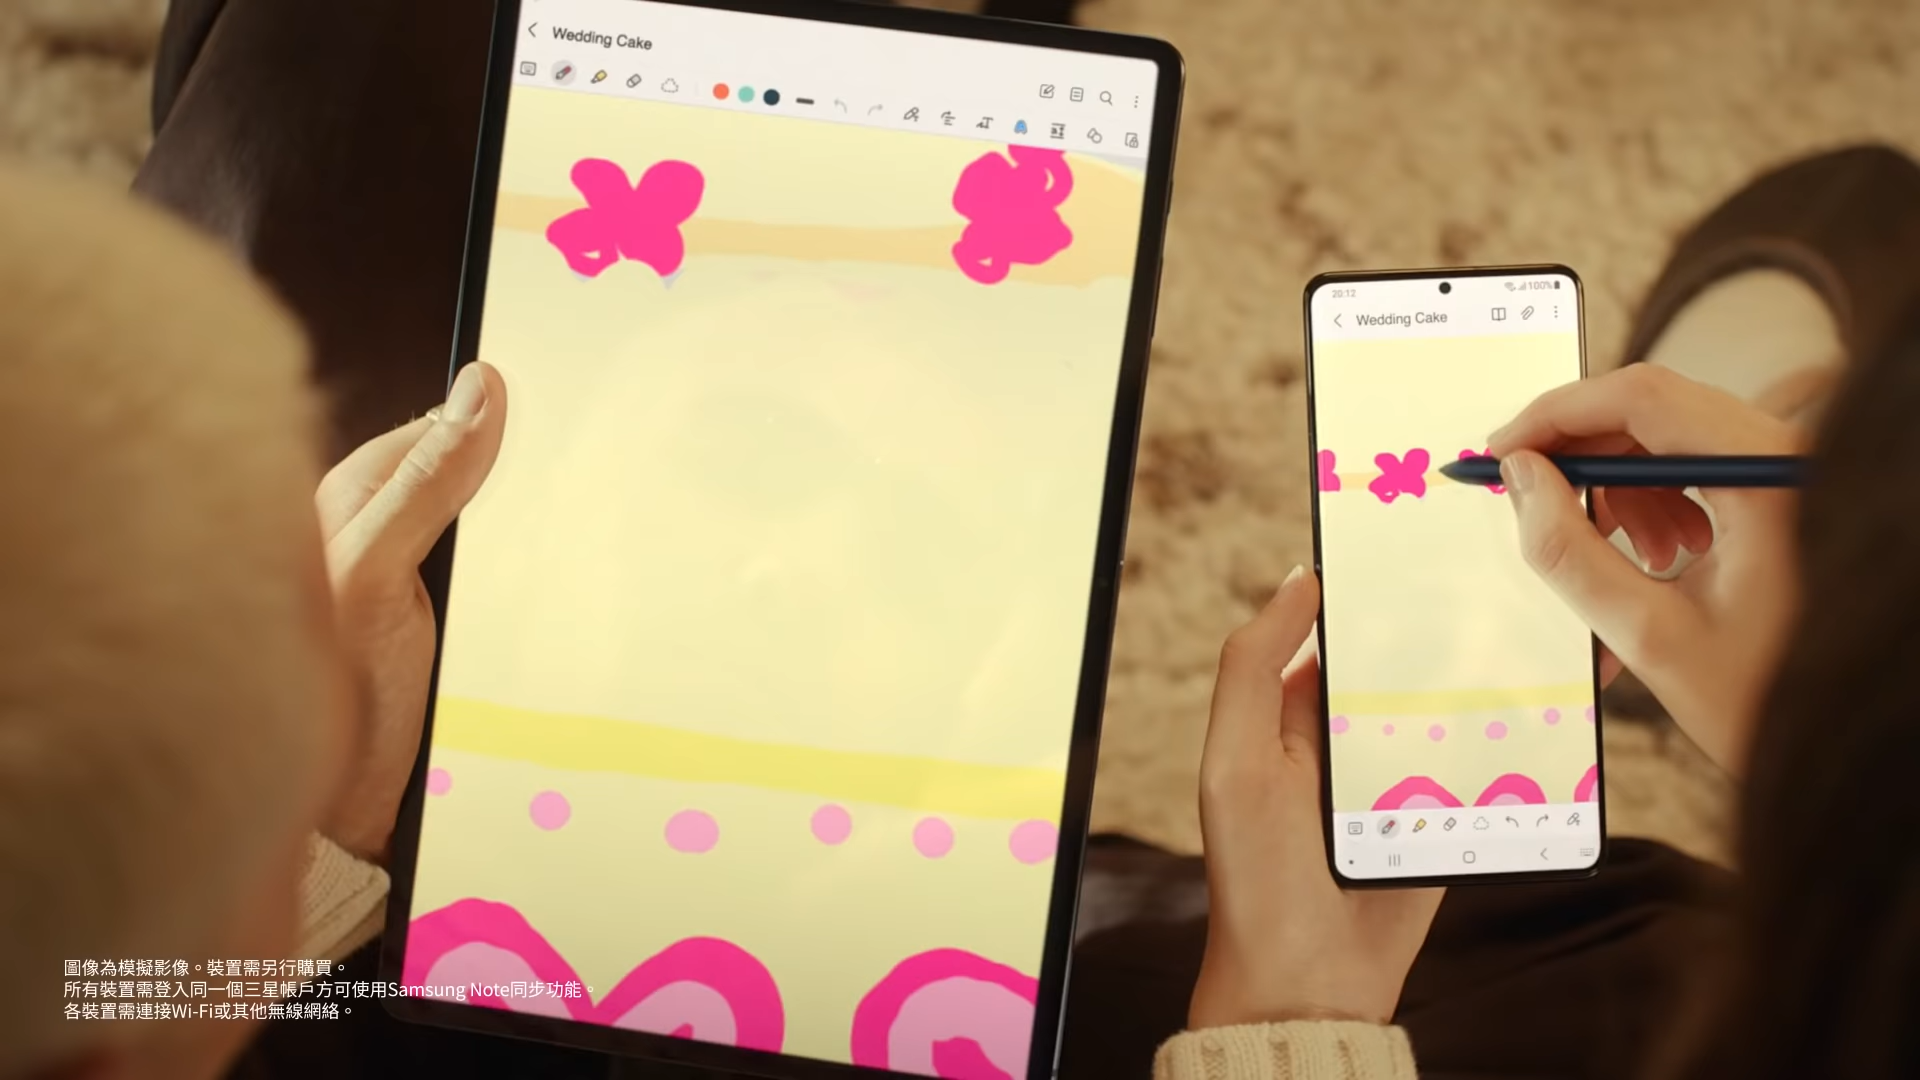 Wedding Cake
20:12
100%
Wedding Cake
圖像為模擬影像。裝置需另行購買。
所有裝置需登入同一個三星帳戶方可使用Samsung Note同步功能。
各裝置需連接Wi-Fi或其他無線網絡。